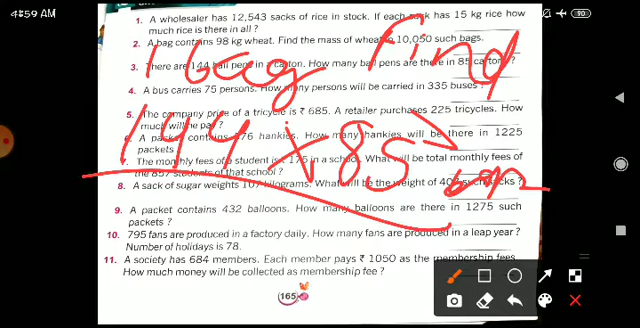 4:59 AM
90
1. A wholesaler has 12,543 sacks of rice in stock. If each sack has 15 kg rice how
much rice is there in all ?
2. A bag contains 98 kg wheat. Find the mass of wheat in 10,050 such bags.
3. There are 144 ball pens in a carton. How many ball pens are there in 85 cartons ?
4. A bus carries 75 persons. How many persons will be carried in 335 buses ?
5. The company price of a tricycle is ₹ 685. A retailer purchases 225 tricycles. How
much will he pay ?
6. A packet contains 576 hankies. How many hankies will be there in 1225
packets ?
7. The monthly fees of a student is ₹ 175 in a school. What will be total monthly fees of
the 857 students of that school ?
8. A sack of sugar weights 107 kilograms. What will be the weight of 40 such sacks ?
9. A packet contains 432 balloons. How many balloons are there in 1275 such
packets ?
10. 795 fans are produced in a factory daily. How many fans are produced in a leap year ?
Number of holidays is 78.
11. A society has 684 members. Each member pays ₹ 1050 as the membership fees.
How much money will be collected as membership fee ?
165
Find
144 + 85